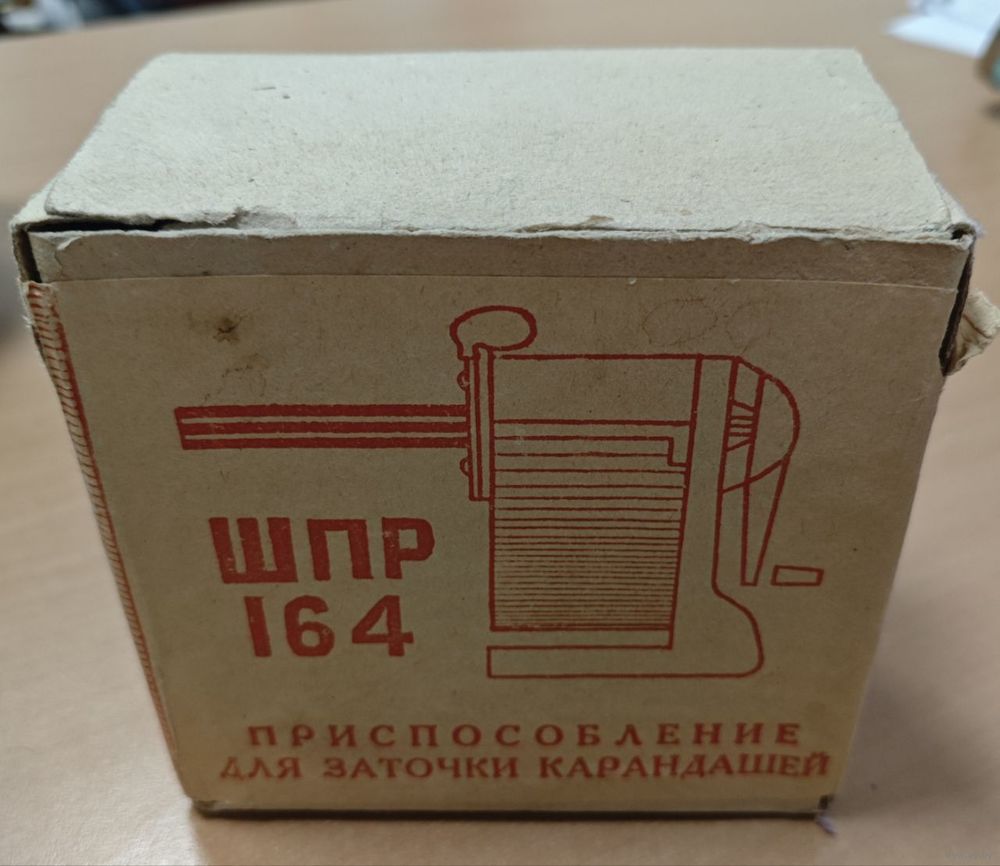 ШПР
164
ПРИСПОСОБЛЕНИЕ
ДЛЯ ЗАТОЧКИ КАРАНДАШЕЙ